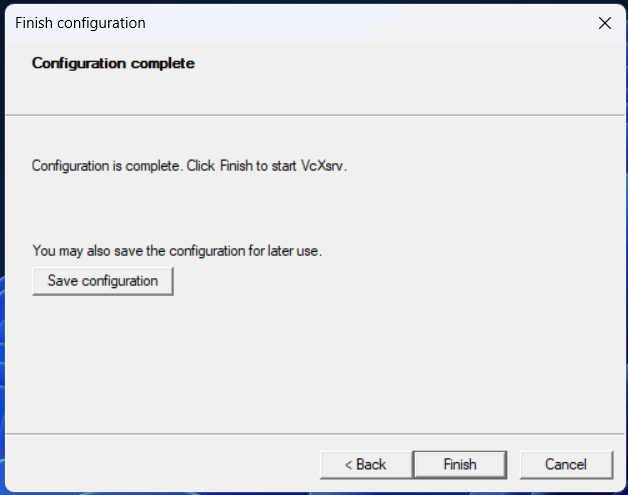 Finish configuration
Configuration complete
Configuration is complete. Click Finish to start VcXsrv.
You may also save the configuration for later use.
Save configuration
< Back
Finish
Cancel